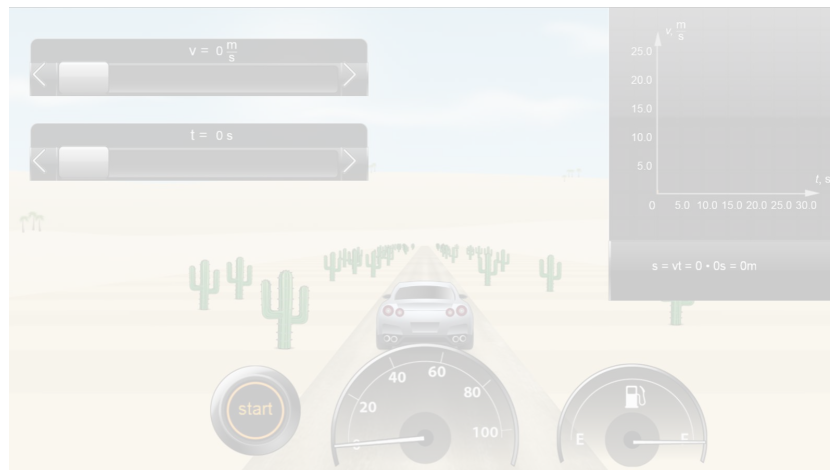 v = 0 m/s
t = 0 s
v, m/s
25.0
20.0
15.0
10.0
5.0
t, s
0 5.0 10.0 15.0 20.0 25.0 30.0
s = vt = 0 • 0s = 0m
start
0
20
40
60
80
100
E
F